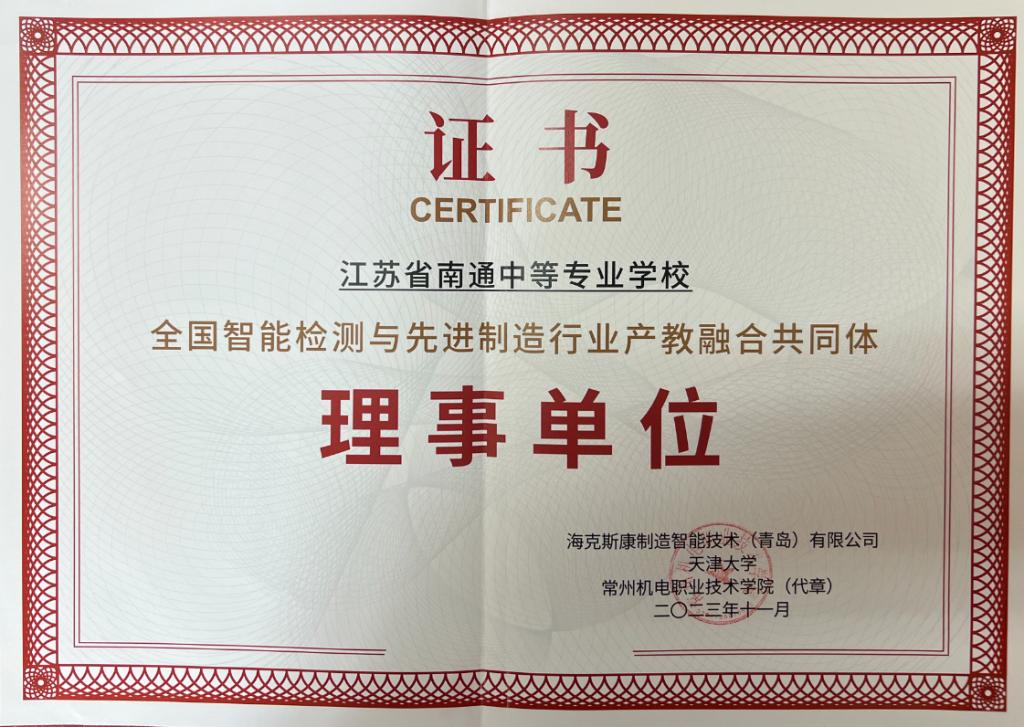 证书
CERTIFICATE
江苏省南通中等专业学校
全国智能检测与先进制造行业产教融合共同体
理事单位
海克斯康制造智能技术（青岛）有限公司
天津大学
常州机电职业技术学院（代章）
二〇二三年十一月